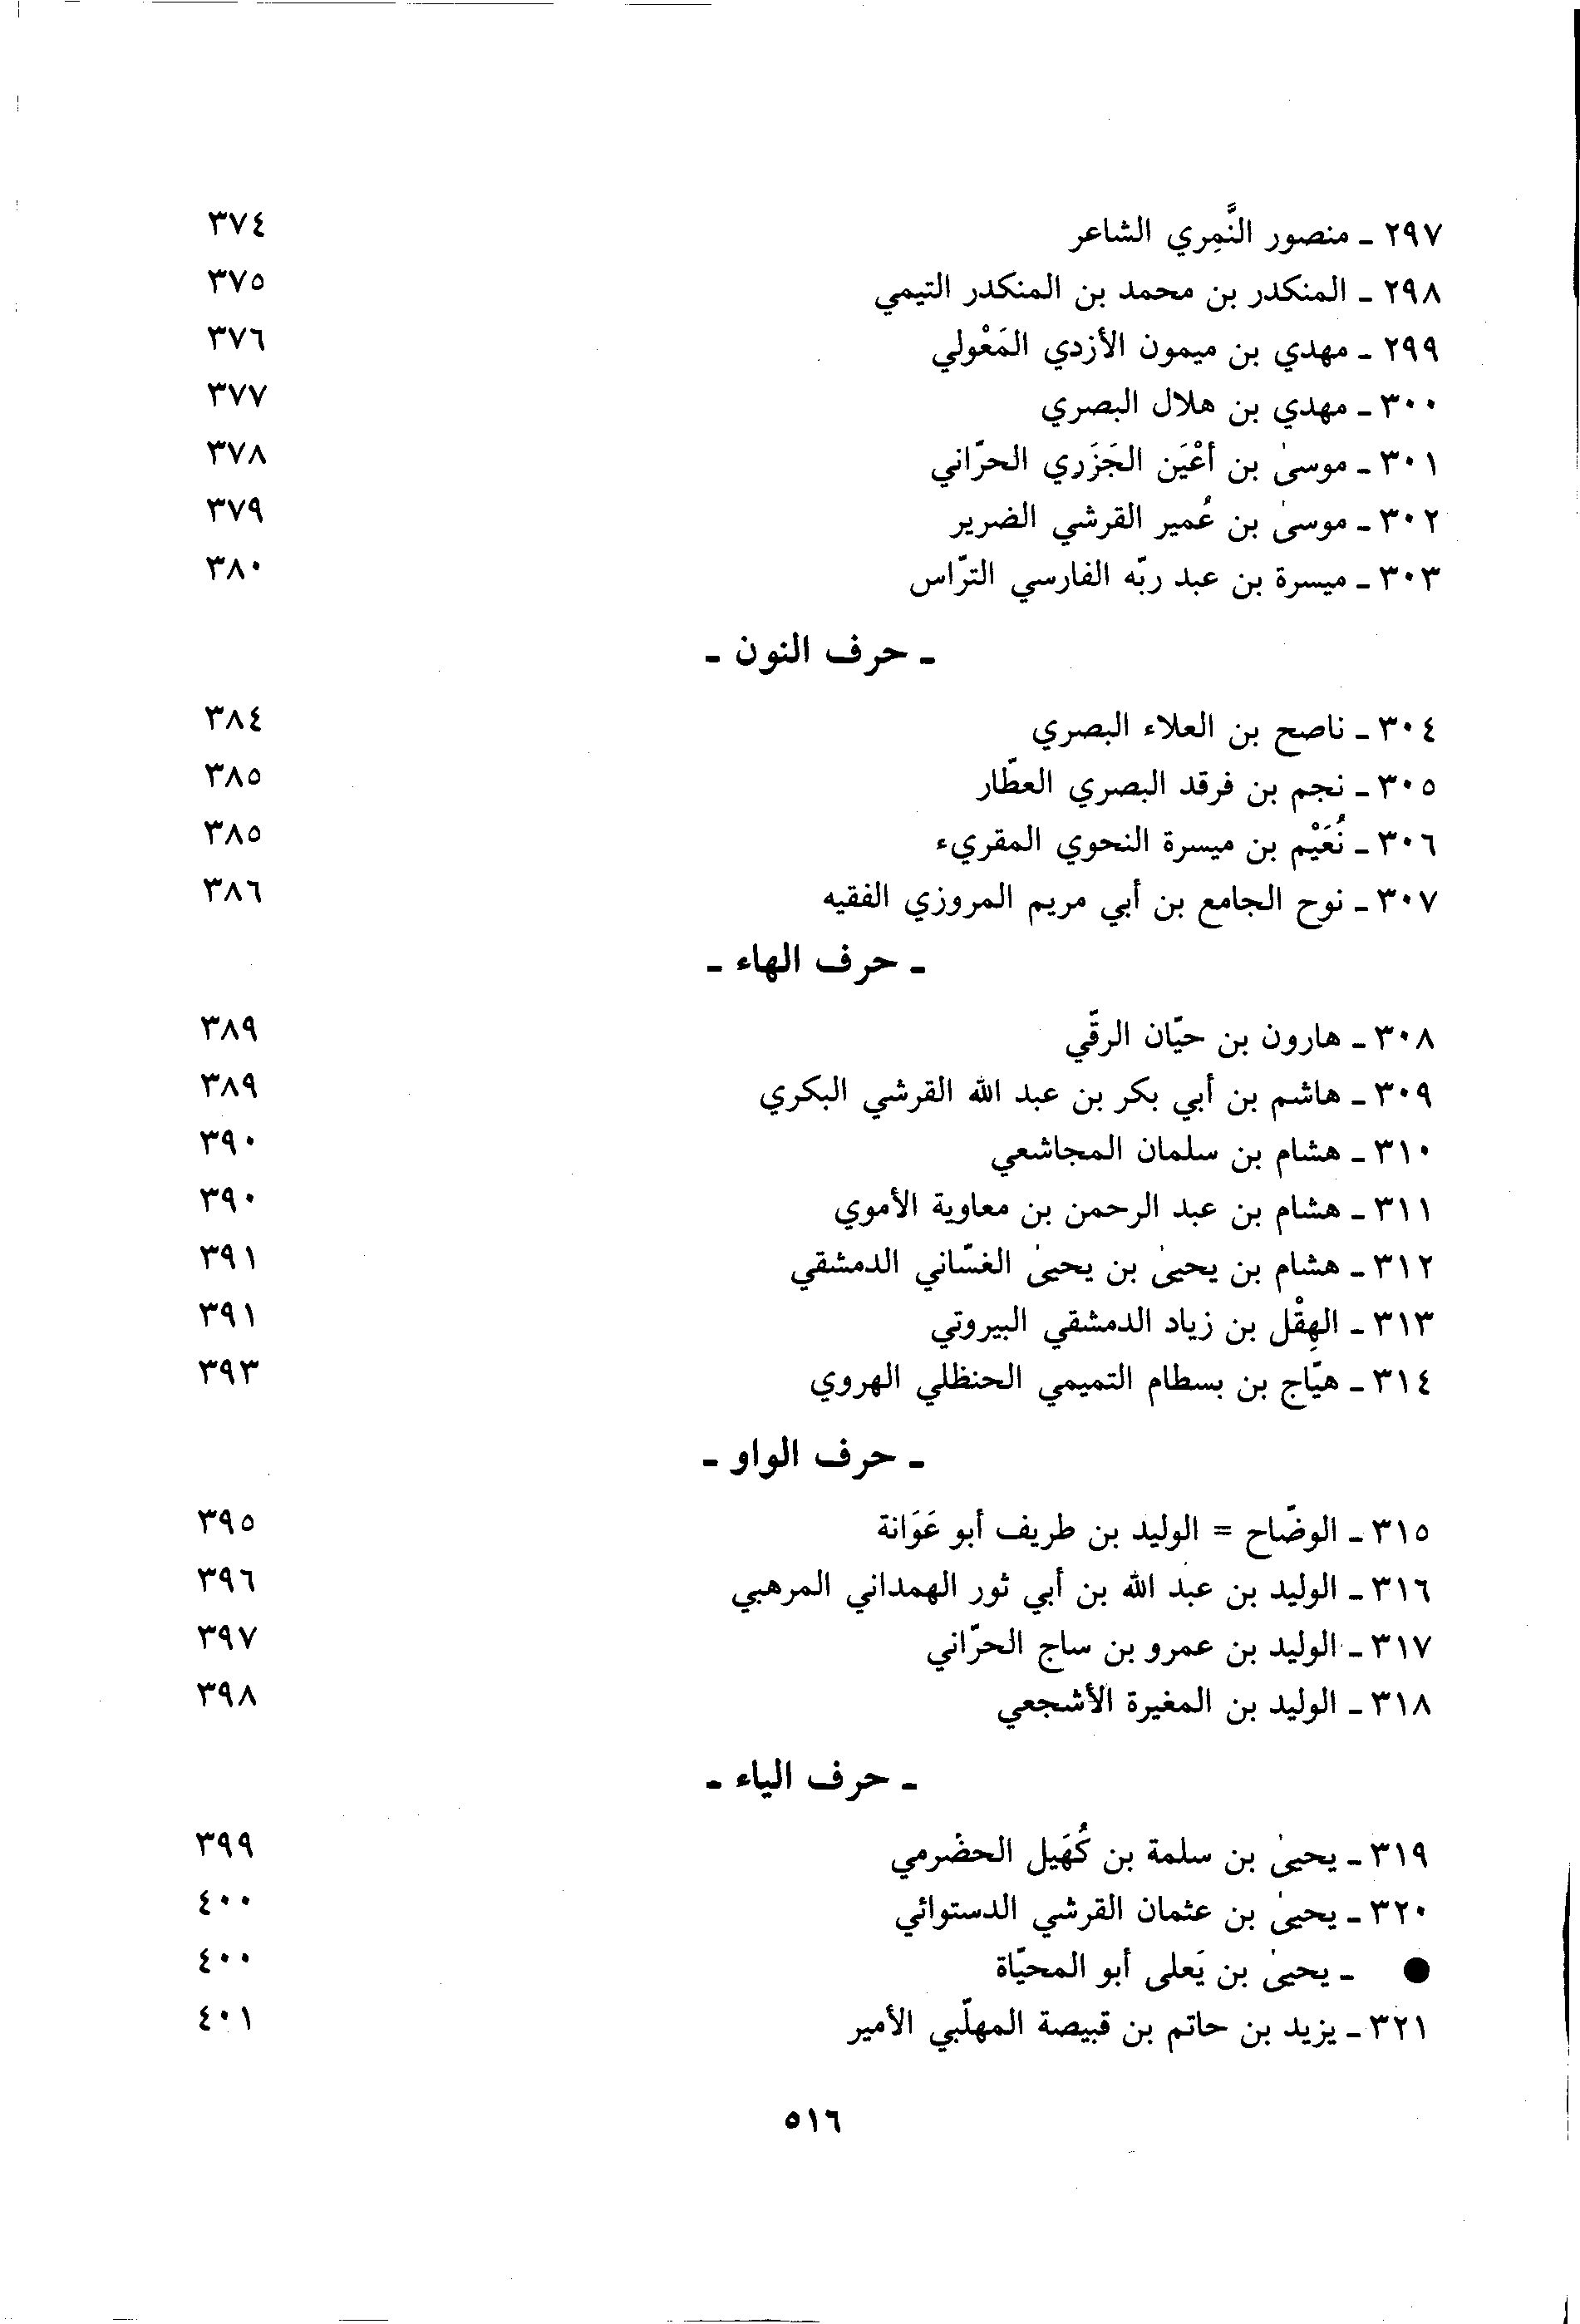 ٢٩٧ ـ منصور النَّمِري الشاعر ٣٧٤
٢٩٨ ـ المنكدر بن محمد بن المنكدر التيمي ٣٧٥
٢٩٩ ـ مهدي بن ميمون الأزدي المَعْولي ٣٧٦
٣٠٠ ـ مهدي بن هلال البصري ٣٧٧
٣٠١ ـ موسىٰ بن أَعْيَن الجَزَري الحرّاني ٣٧٨
٣٠٢ ـ موسىٰ بن عُمير القرشي الضرير ٣٧٩
٣٠٣ ـ ميسرة بن عبد ربّه الفارسي الترّاس ٣٨٠
ـ حرف النون ـ
٣٠٤ ـ ناصح بن العلاء البصري ٣٨٤
٣٠٥ ـ نجم بن فرقد البصري العطّار ٣٨٥
٣٠٦ ـ نُعَيْم بن ميسرة النحوي المقريء ٣٨٥
٣٠٧ ـ نوح الجامع بن أبي مريم المروزي الفقيه ٣٨٦
ـ حرف الهاء ـ
٣٠٨ ـ هارون بن حيّان الرقّي ٣٨٩
٣٠٩ ـ هاشم بن أبي بكر بن عبد الله القرشي البكري ٣٨٩
٣١٠ ـ هشام بن سلمان المجاشعي ٣٩٠
٣١١ ـ هشام بن عبد الرحمن بن معاوية الأموي ٣٩٠
٣١٢ ـ هشام بن يحيىٰ بن يحيىٰ الغسّاني الدمشقي ٣٩١
٣١٣ ـ الهِقْل بن زياد الدمشقي البيروتي ٣٩١
٣١٤ ـ هيّاج بن بسطام التميمي الحنظلي الهروي ٣٩٣
ـ حرف الواو ـ
٣١٥ ـ الوضّاح = الوليد بن طريف أبو عَوَانة ٣٩٥
٣١٦ ـ الوليد بن عبد الله بن أبي ثور الهمداني المرهبي ٣٩٦
٣١٧ ـ الوليد بن عمرو بن ساج الحرّاني ٣٩٧
٣١٨ ـ الوليد بن المغيرة الأشجعي ٣٩٨
ـ حرف الياء ـ
٣١٩ ـ يحيىٰ بن سلمة بن كُهَيل الحضْرمي ٣٩٩
٣٢٠ ـ يحيىٰ بن عثمان القرشي الدستوائي ٤٠٠
● ـ يحيىٰ بن يَعلى أبو المحيّاة ٤٠٠
٣٢١ ـ يزيد بن حاتم بن قبيصة المهلّبي الأمير ٤٠١
٥١٦